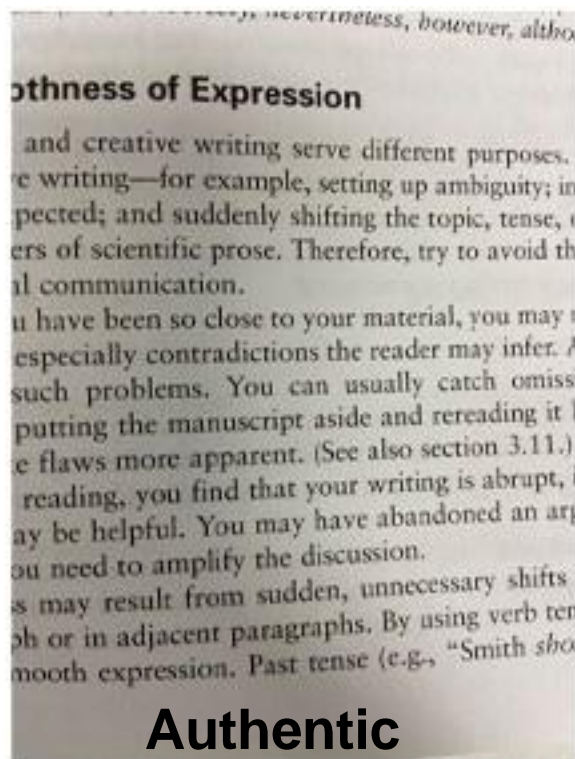 nevertheless, however, altho
othness of Expression
and creative writing serve different purposes.
e writing—for example, setting up ambiguity; in
pected; and suddenly shifting the topic, tense,
ers of scientific prose. Therefore, try to avoid th
al communication.
u have been so close to your material, you may
especially contradictions the reader may infer. A
such problems. You can usually catch omiss
putting the manuscript aside and rereading it
e flaws more apparent. (See also section 3.11.)
reading, you find that your writing is abrupt,
ay be helpful. You may have abandoned an arg
ou need to amplify the discussion.
s may result from sudden, unnecessary shifts
ph or in adjacent paragraphs. By using verb ten
mooth expression. Past tense (e.g., “Smith sho
Authentic